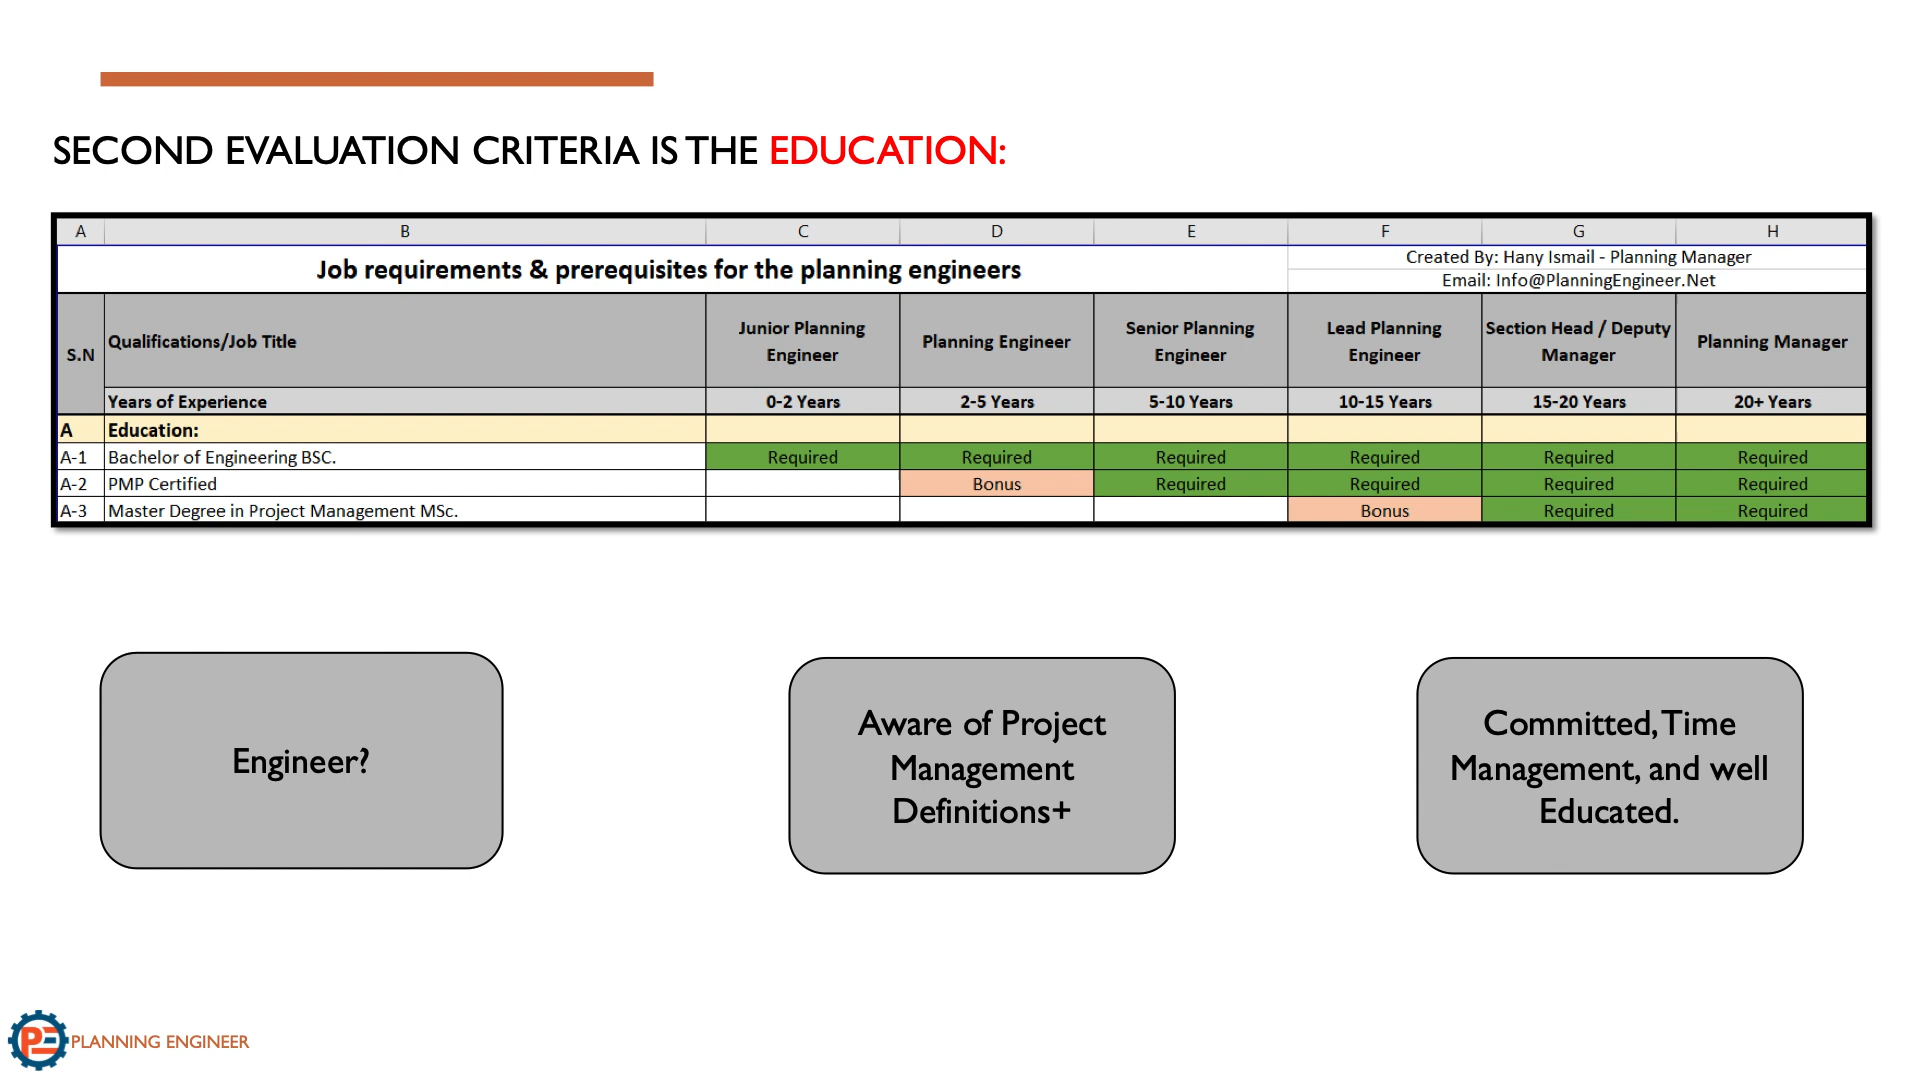 SECOND EVALUATION CRITERIA IS THE EDUCATION:
A B C D E F G H
Job requirements & prerequisites for the planning engineers
Created By: Hany Ismail - Planning Manager
Email: Info@PlanningEngineer.Net
S.N
Qualifications/Job Title
Junior Planning
Engineer
Planning Engineer
Senior Planning
Engineer
Lead Planning
Engineer
Section Head / Deputy
Manager
Planning Manager
Years of Experience 0-2 Years 2-5 Years 5-10 Years 10-15 Years 15-20 Years 20+ Years
A Education:
A-1 Bachelor of Engineering BSC. Required Required Required Required Required Required
A-2 PMP Certified Bonus Required Required Required Required
A-3 Master Degree in Project Management MSc. Bonus Required Required
Engineer?
Aware of Project
Management
Definitions+
Committed, Time
Management, and well
Educated.
PE PLANNING ENGINEER